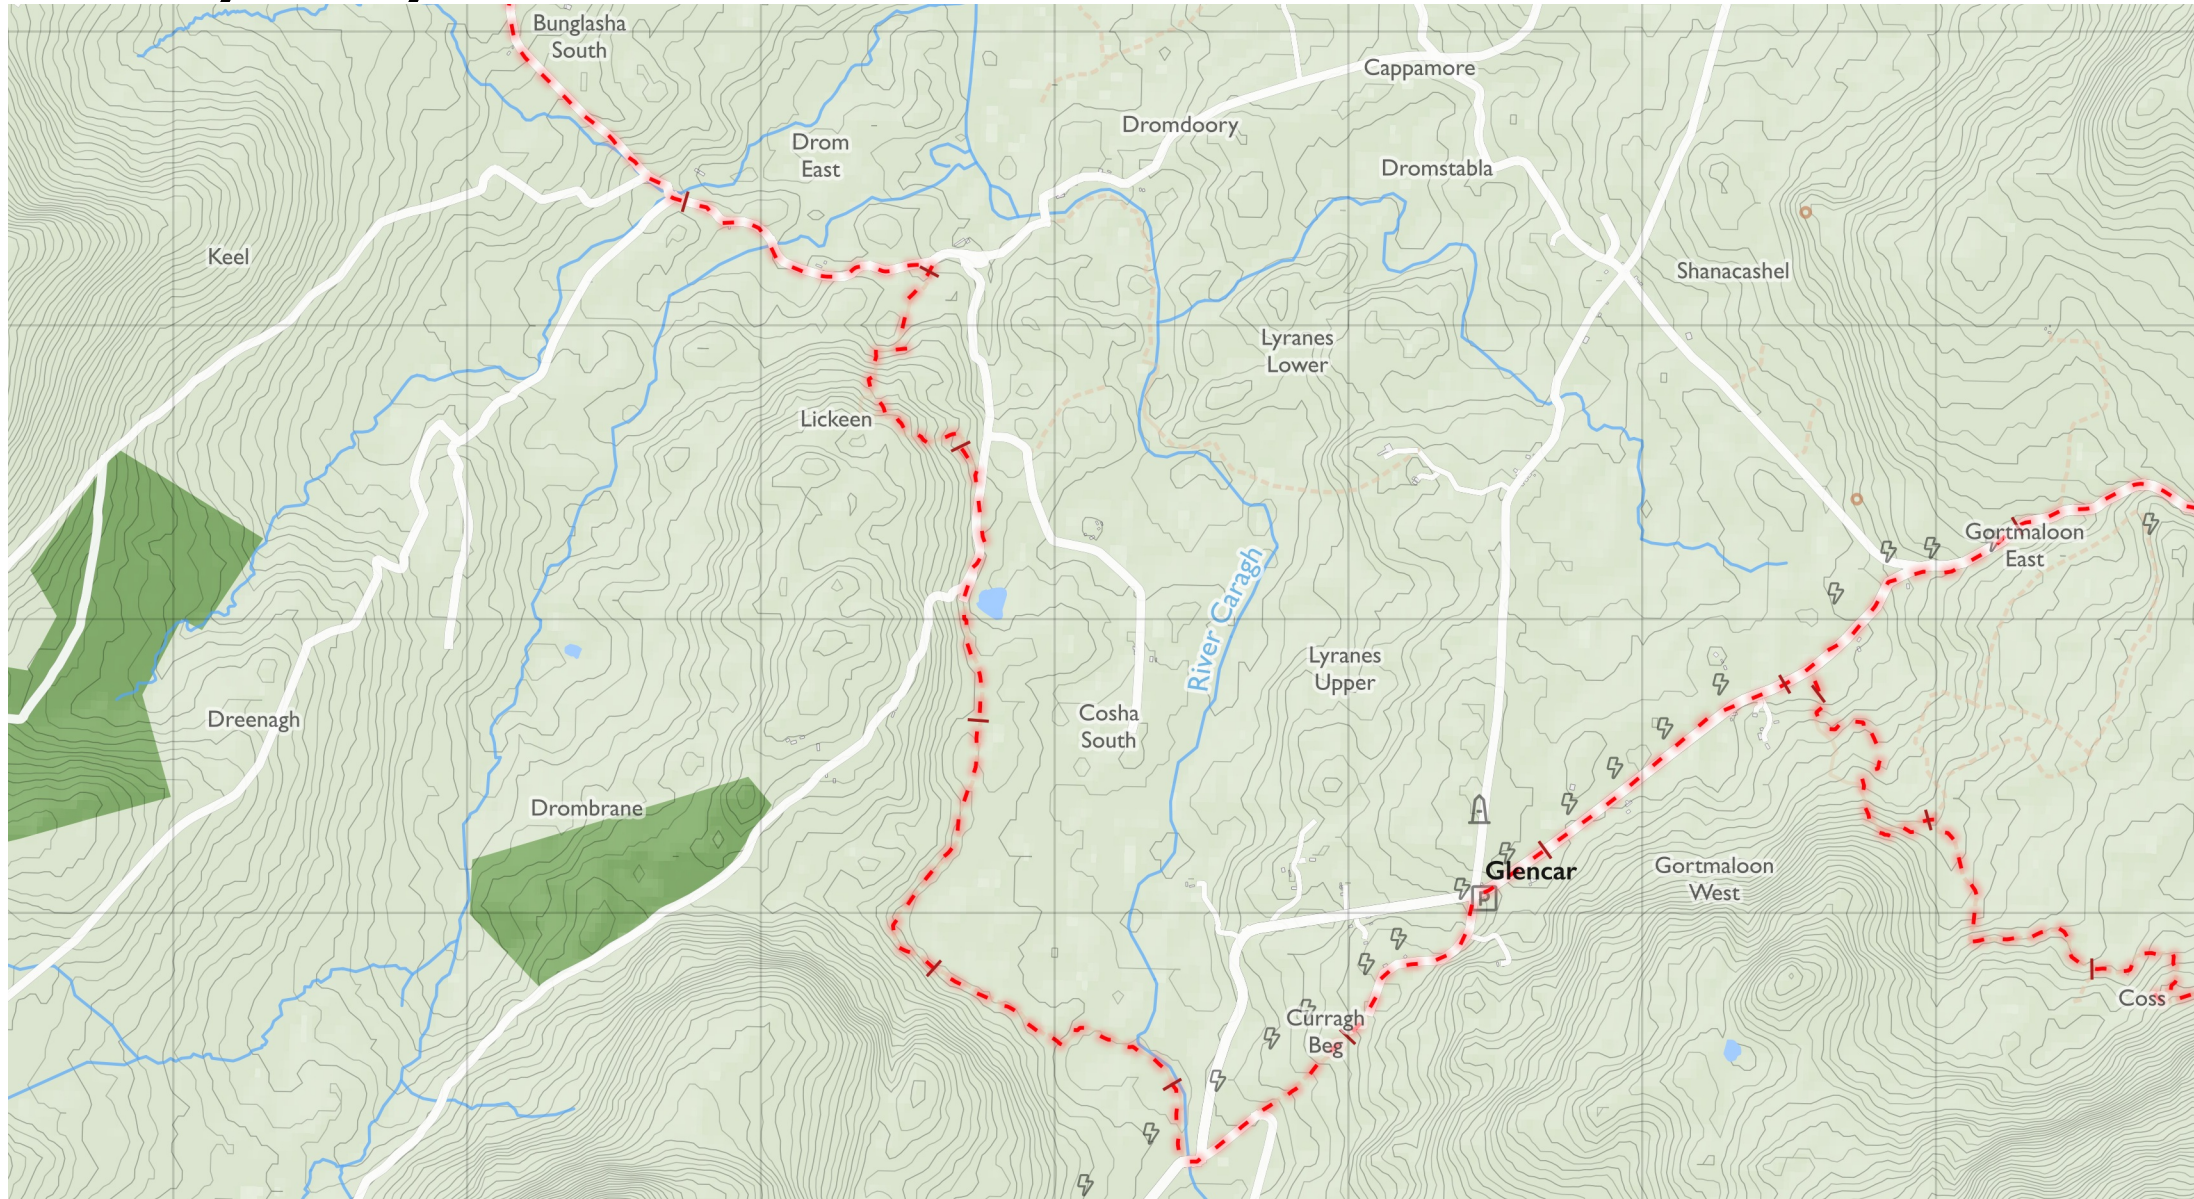 Bunglasha
South
Cappamore
Dromdoory
Drom
East
Dromstabla
Keel
Shanacashel
Lyranes
Lower
Lickeen
Gortmaloon
East
River Caragh
Lyranes
Upper
Dreenagh
Cosha
South
Drombrane
Glencar
P
Gortmaloon
West
Coss
Curragh
Beg